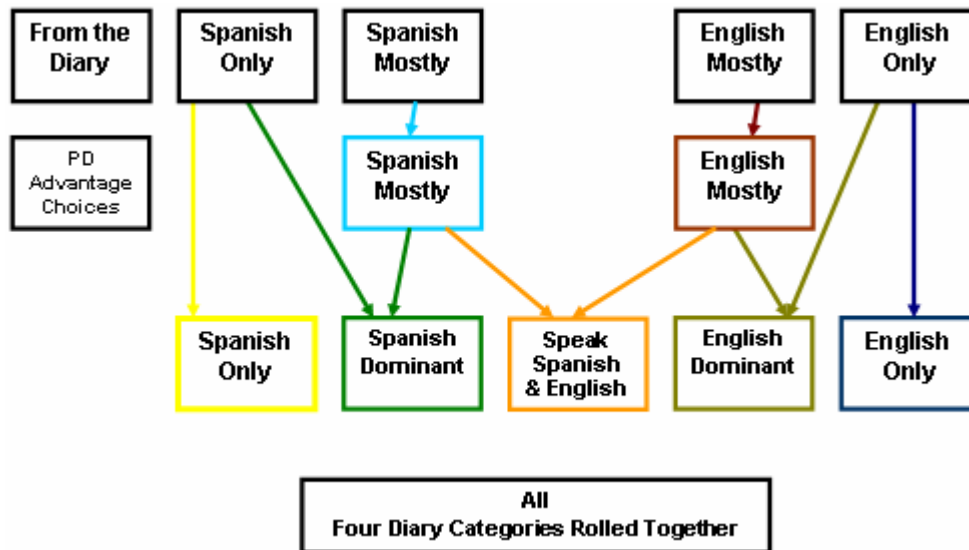 From the
Diary
Spanish
Only
Spanish
Mostly
English
Mostly
English
Only
PD
Advantage
Choices
Spanish
Mostly
English
Mostly
Spanish
Only
Spanish
Dominant
Speak
Spanish
& English
English
Dominant
English
Only
All
Four Diary Categories Rolled Together